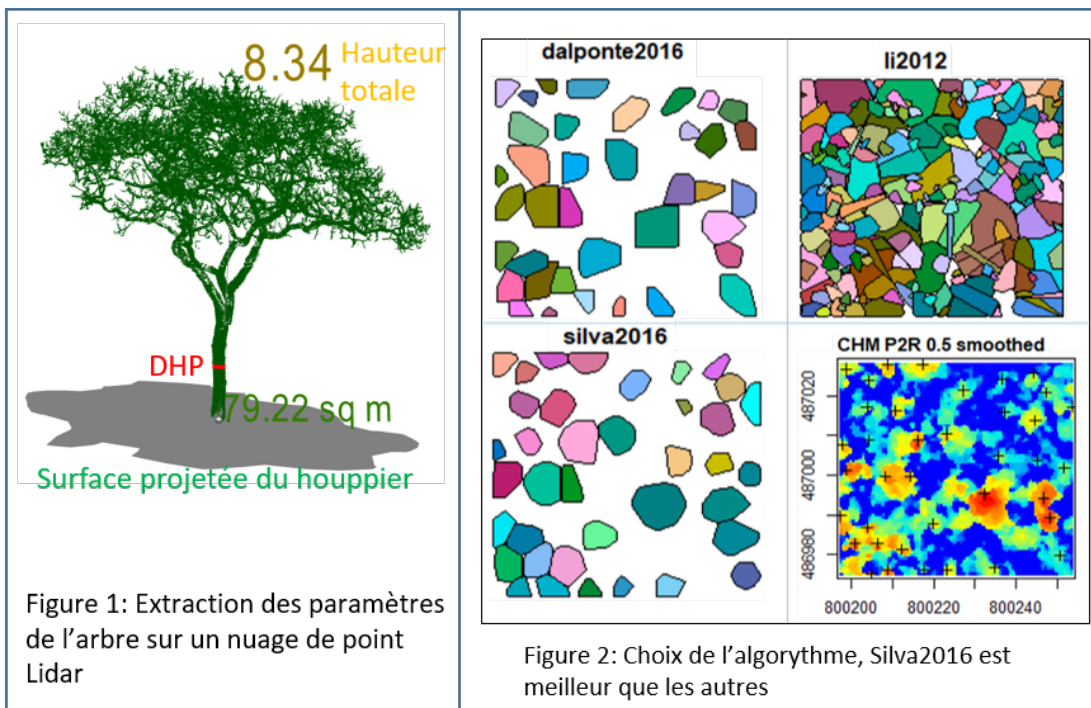 8.34
Hauteur
totale
DHP
79.22 sq m
Surface projetée du houppier
Figure 1: Extraction des paramètres
de l'arbre sur un nuage de point
Lidar
dalponte2016
li2012
silva2016
CHM P2R 0.5 smoothed
487020
487000
486980
800200
800220
800240
Figure 2: Choix de l'algorythme, Silva2016 est
meilleur que les autres